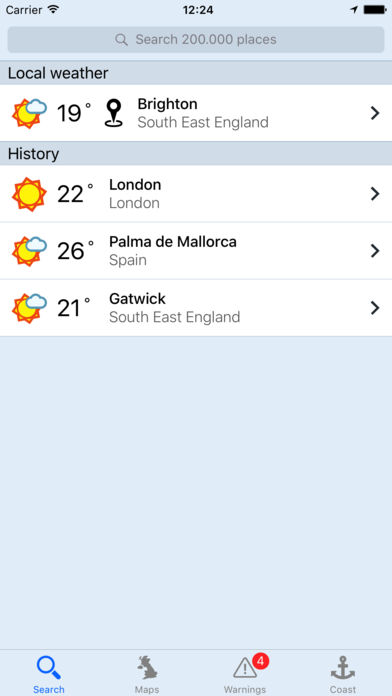 Carrier 12:24
Search 200.000 places
Local weather
19° Brighton
South East England
History
22° London
London
26° Palma de Mallorca
Spain
21° Gatwick
South East England
4
Search Maps Warnings Coast